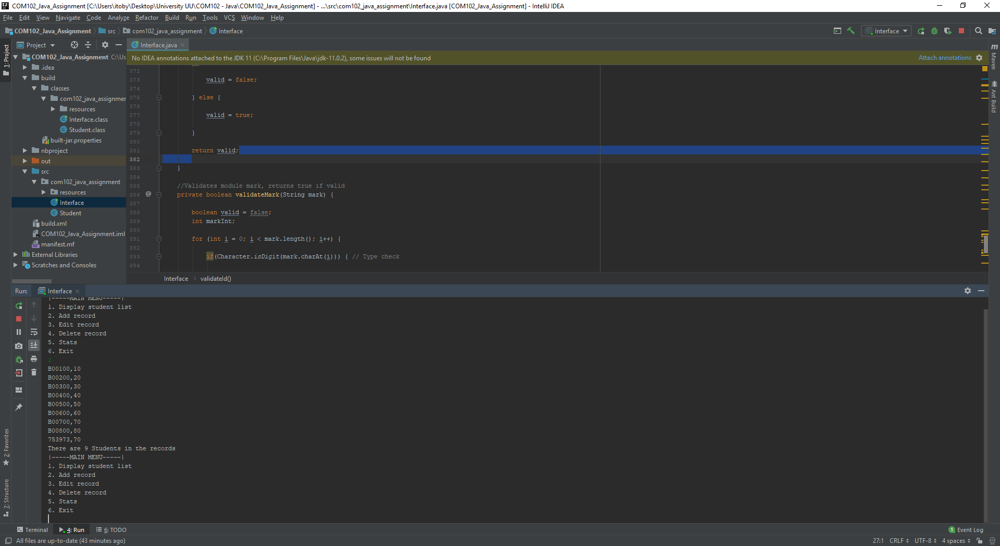 COM102_Java_Assignment [C:\Users\itoby\Desktop\University UU\COM102 - Java\COM102_Java_Assignment] - ...\src\com102_java_assignment\Interface.java [COM102_Java_Assignment] - IntelliJ IDEA
File Edit View Navigate Code Analyze Refactor Build Run Tools VCS Window Help
COM102_Java_Assignment src com102_java_assignment Interface
Interface
1: Project
Project
COM102_Java_Assignment C:\Us
.idea
build
classes
com102_java_assignmer
resources
Interface.class
Student.class
built-jar.properties
nbproject
out
src
com102_java_assignment
resources
Interface
Student
build.xml
COM102_Java_Assignment.iml
manifest.mf
External Libraries
Scratches and Consoles
Interface.java
No IDEA annotations attached to the JDK 11 (C:\Program Files\Java\jdk-11.0.2), some issues will not be found Attach annotations
372
373 valid = false;
374
375 } else {
376
377 valid = true;
378
379 }
380
381 return valid;
382
383 }
384
385 //Validates module mark, returns true if valid
386 @ private boolean validateMark(String mark) {
387
388 boolean valid = false;
389 int markInt;
390
391 for (int i = 0; i < mark.length(); i++) {
392
393 if(Character.isDigit(mark.charAt(i))) { // Type check
394
Interface validateId()
m Maven
Ant Build
Run: Interface
|-----MAIN MENU-----|
1. Display student list
2. Add record
3. Edit record
4. Delete record
5. Stats
6. Exit
1
B00100,10
B00200,20
B00300,30
B00400,40
B00500,50
B00600,60
B00700,70
B00800,80
753973,70
There are 9 Students in the records
|-----MAIN MENU-----|
1. Display student list
2. Add record
3. Edit record
4. Delete record
5. Stats
6. Exit
2: Favorites
7: Structure
Terminal 4: Run 6: TODO 1 Event Log
All files are up-to-date (43 minutes ago) 27:1 CRLF UTF-8 4 spaces